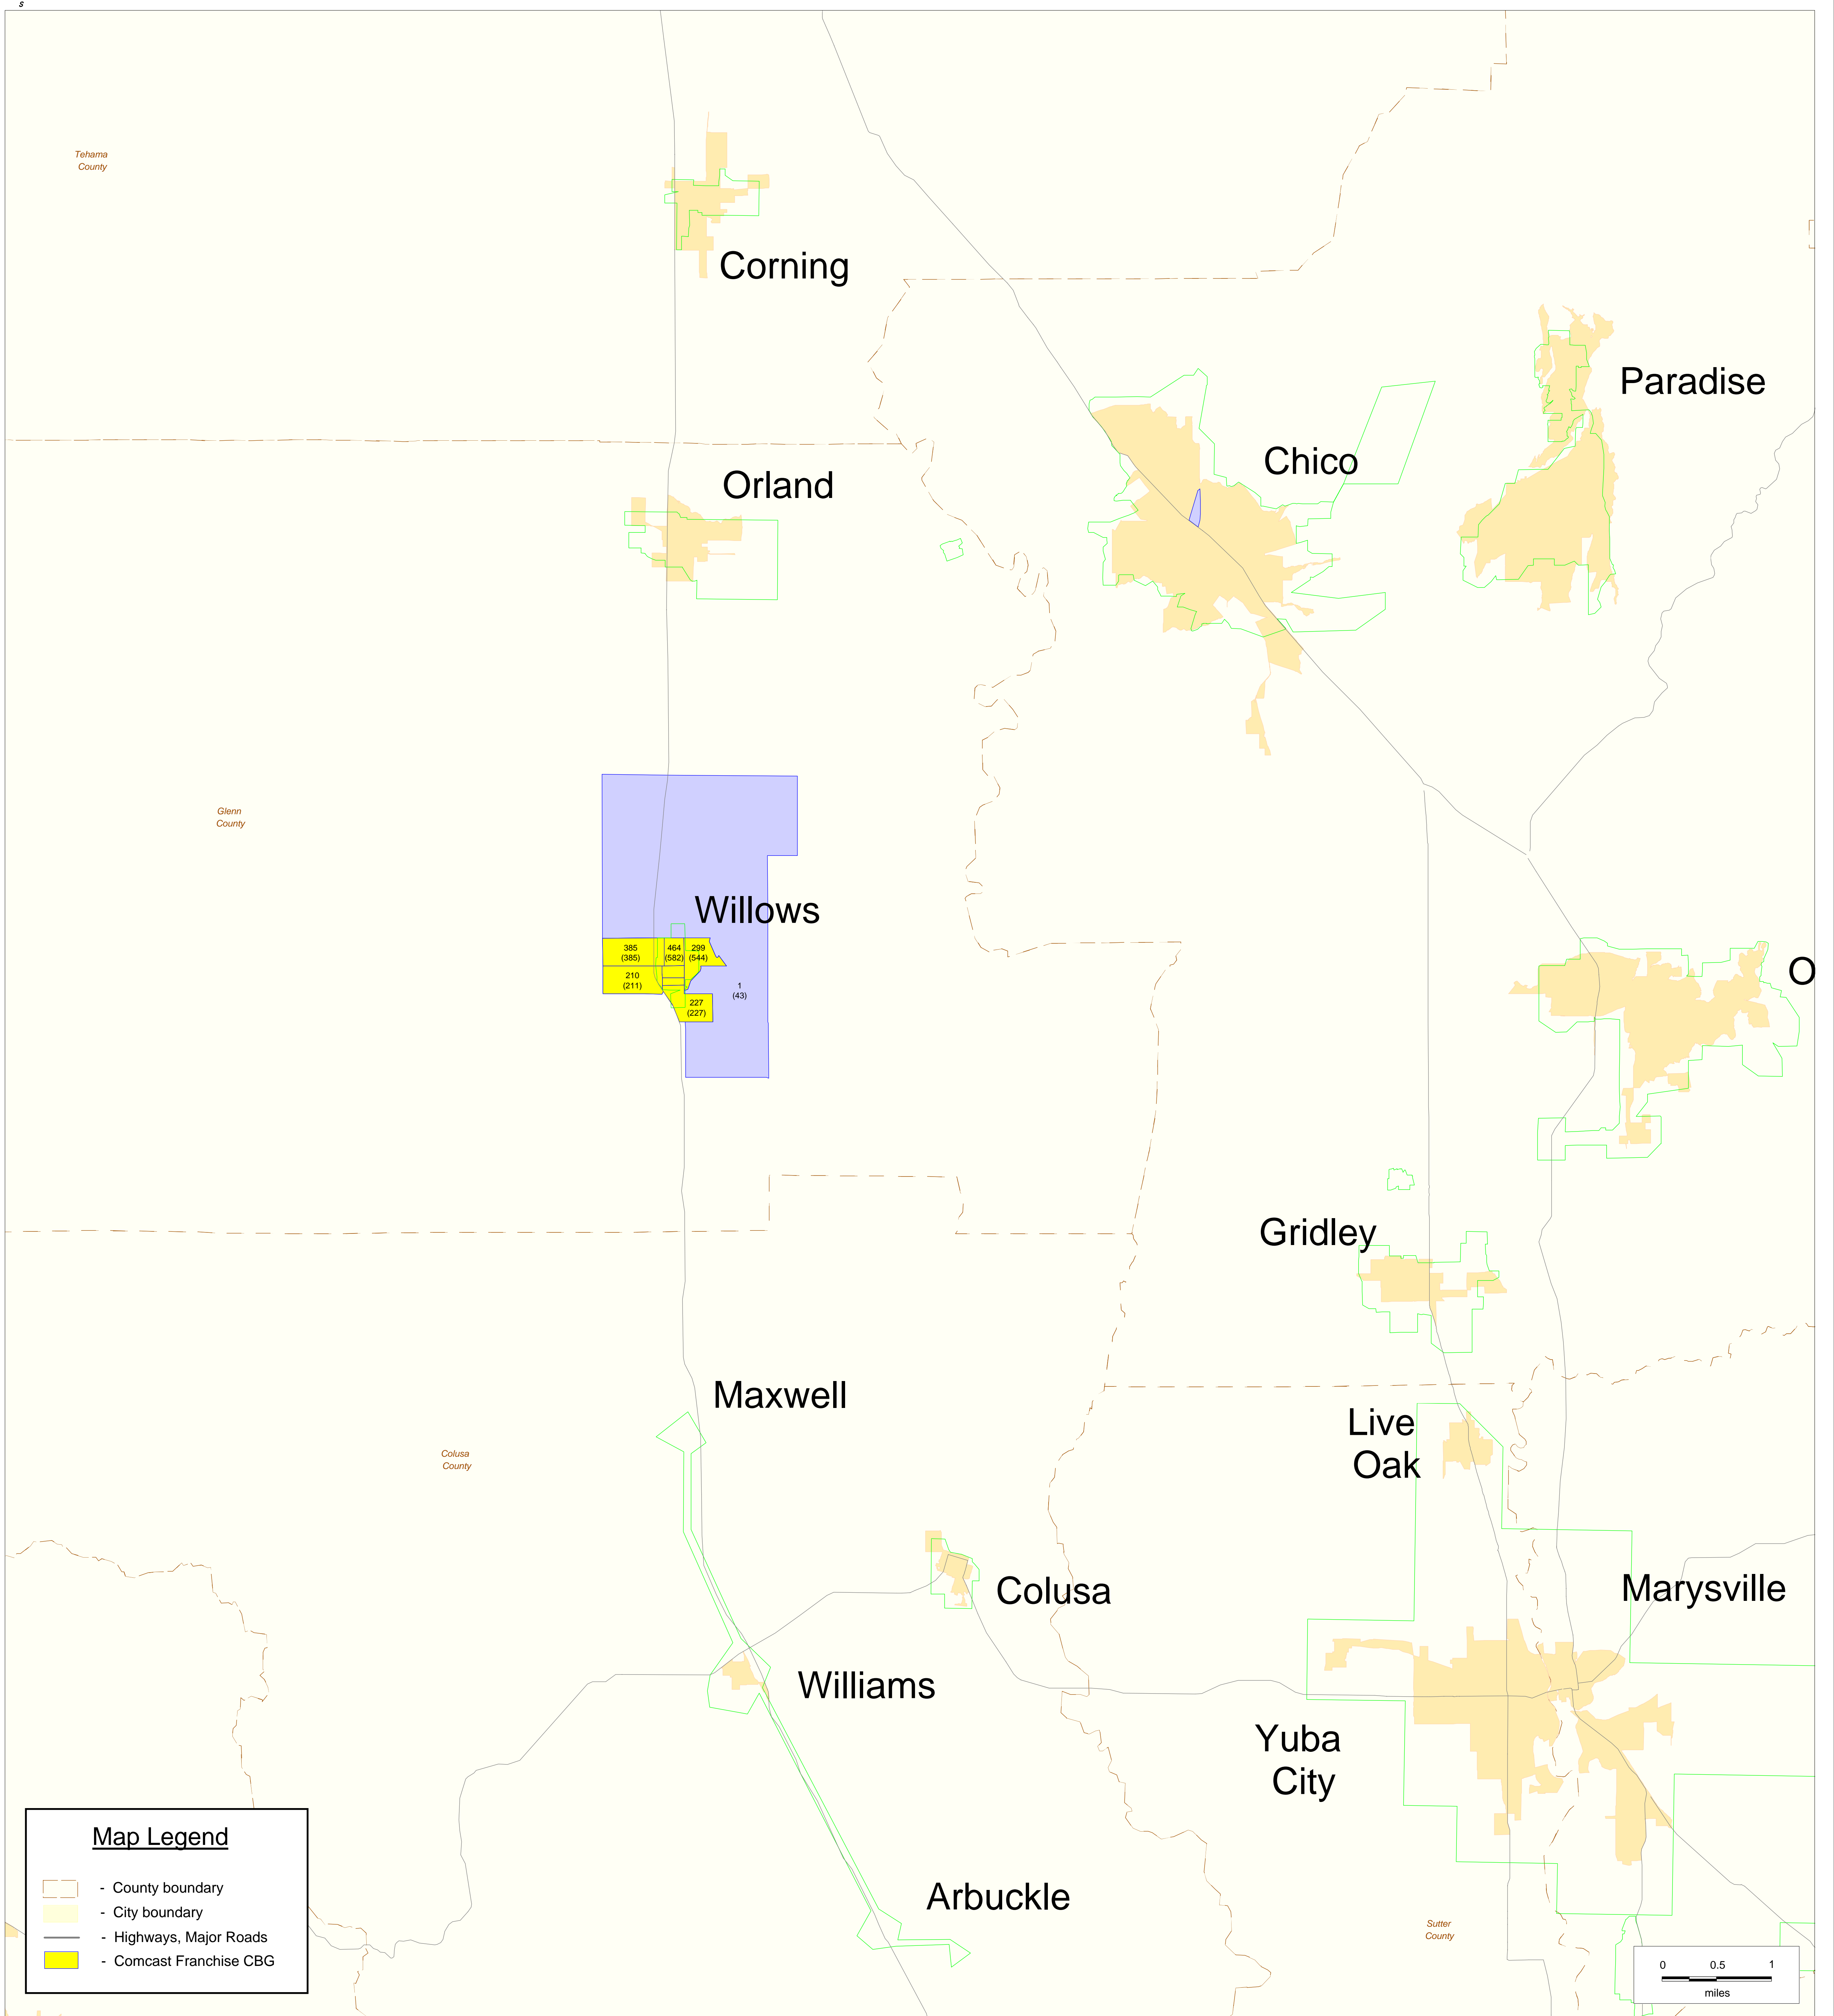 s
Tehama
County
Corning
Paradise
Chico
Orland
Glenn
County
Willows
385
(385)
464
(582)
299
(544)
210
(211)
1
(43)
227
(227)
O
Gridley
Maxwell
Live
Oak
Colusa
County
Colusa
Marysville
Williams
Yuba
City
Arbuckle
Sutter
County
Map Legend
- County boundary
- City boundary
- Highways, Major Roads
- Comcast Franchise CBG
0 0.5 1
miles